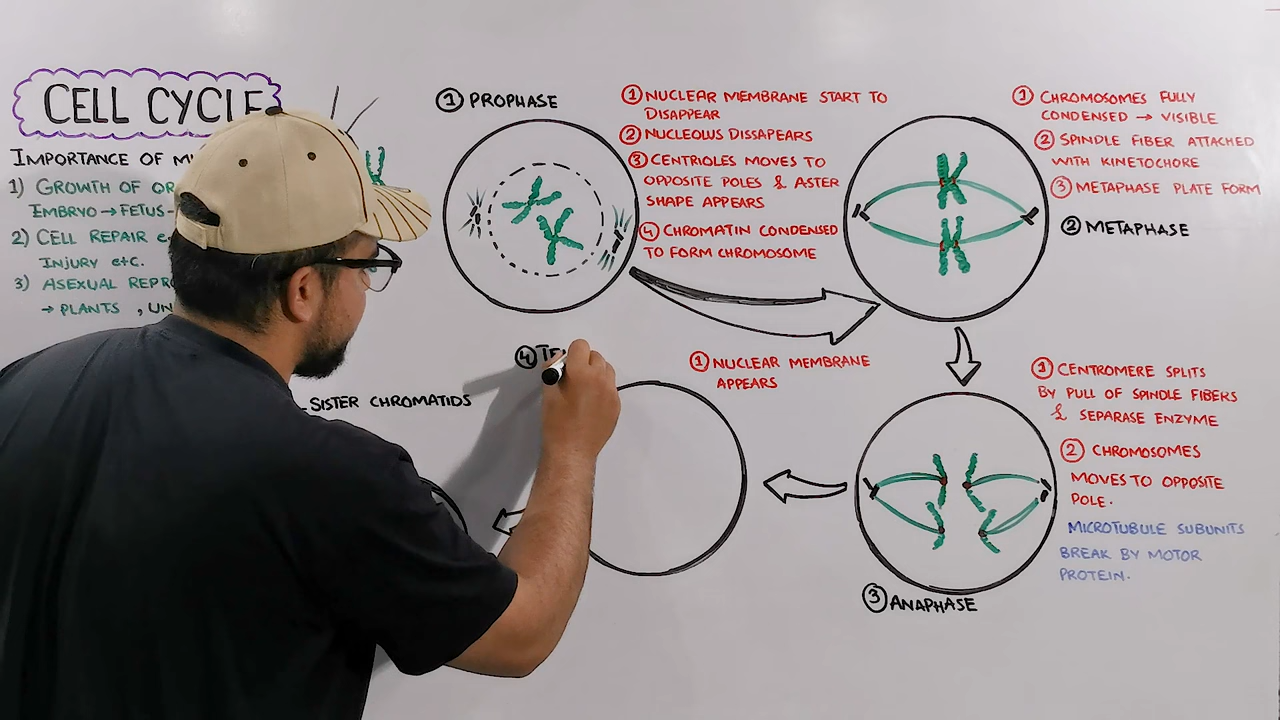 CELL CYCLE
IMPORTANCE OF
1) GROWTH OF
EMBRYO → FETUS-
2) CELL REPAIR
INJURY etc.
3) ASEXUAL
→ PLANTS ,
SISTER CHROMATIDS
① PROPHASE
① NUCLEAR MEMBRANE START TO
DISAPPEAR
② NUCLEOLUS DISSAPEARS
③ CENTRIOLES MOVES TO
OPPOSITE POLES & ASTER
SHAPE APPEARS
④ CHROMATIN CONDENSED
TO FORM CHROMOSOME
① CHROMOSOMES FULLY
CONDENSED → VISIBLE
② SPINDLE FIBER ATTACHED
WITH KINETOCHORE
③ METAPHASE PLATE FORM
② METAPHASE
④
① NUCLEAR MEMBRANE
APPEARS
① CENTROMERE SPLITS
BY PULL OF SPINDLE FIBERS
& SEPARASE ENZYME
② CHROMOSOMES
MOVES TO OPPOSITE
POLE.
MICROTUBULE SUBUNITS
BREAK BY MOTOR
PROTEIN.
③ ANAPHASE